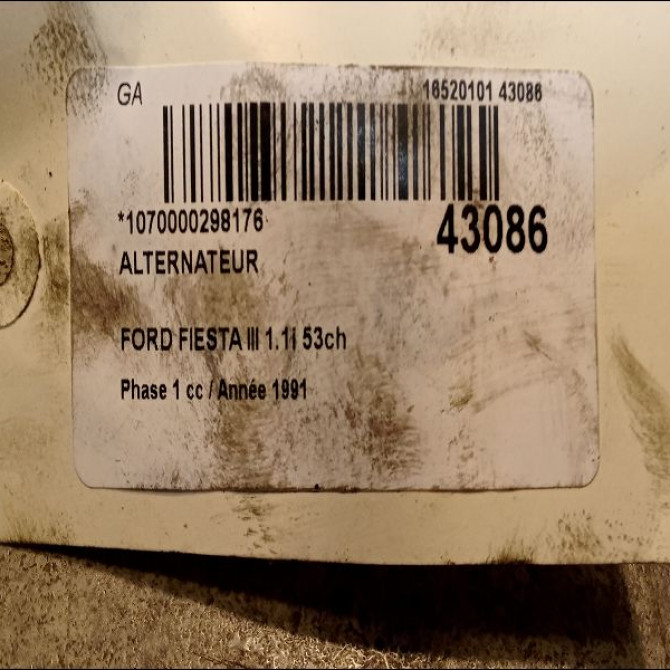 GA 16520101 43086
*1070000298176 43086
ALTERNATEUR
FORD FIESTA III 1.1i 53ch
Phase 1 cc / Année 1991